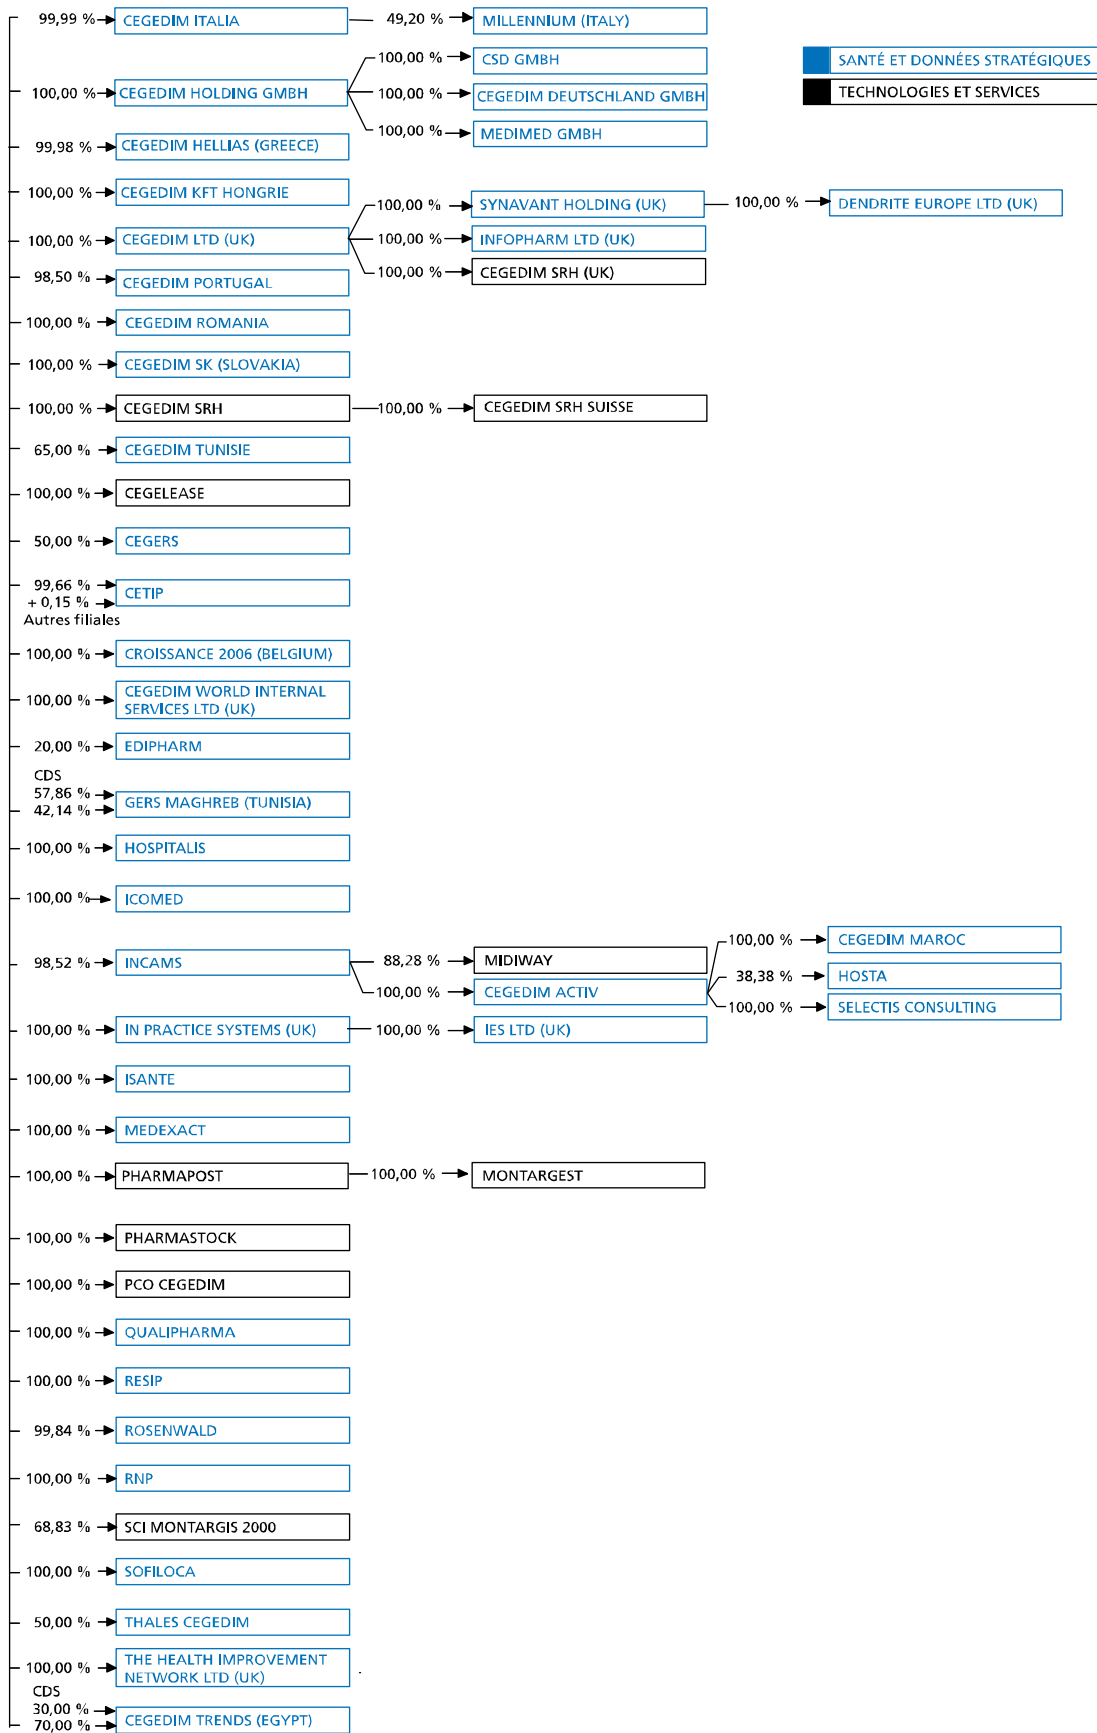 99,99 % CEGEDIM ITALIA 49,20 % MILLENNIUM (ITALY)
100,00 % CSD GMBH
SANTÉ ET DONNÉES STRATÉGIQUES
100,00 % CEGEDIM HOLDING GMBH 100,00 % CEGEDIM DEUTSCHLAND GMBH
TECHNOLOGIES ET SERVICES
100,00 % MEDIMED GMBH
99,98 % CEGEDIM HELLIAS (GREECE)
100,00 % CEGEDIM KFT HONGRIE
100,00 % SYNAVANT HOLDING (UK) 100,00 % DENDRITE EUROPE LTD (UK)
100,00 % CEGEDIM LTD (UK) 100,00 % INFOPHARM LTD (UK)
100,00 % CEGEDIM SRH (UK)
98,50 % CEGEDIM PORTUGAL
100,00 % CEGEDIM ROMANIA
100,00 % CEGEDIM SK (SLOVAKIA)
100,00 % CEGEDIM SRH 100,00 % CEGEDIM SRH SUISSE
65,00 % CEGEDIM TUNISIE
100,00 % CEGELEASE
50,00 % CEGERS
99,66 % CETIP
+ 0,15 %
Autres filiales
100,00 % CROISSANCE 2006 (BELGIUM)
100,00 % CEGEDIM WORLD INTERNAL
SERVICES LTD (UK)
20,00 % EDIPHARM
CDS
57,86 % GERS MAGHREB (TUNISIA)
42,14 %
100,00 % HOSPITALIS
100,00 % ICOMED
100,00 % CEGEDIM MAROC
98,52 % INCAMS 88,28 % MIDIWAY
38,38 % HOSTA
100,00 % CEGEDIM ACTIV
100,00 % SELECTIS CONSULTING
100,00 % IN PRACTICE SYSTEMS (UK) 100,00 % IES LTD (UK)
100,00 % ISANTE
100,00 % MEDEXACT
100,00 % PHARMAPOST 100,00 % MONTARGEST
100,00 % PHARMASTOCK
100,00 % PCO CEGEDIM
100,00 % QUALIPHARMA
100,00 % RESIP
99,84 % ROSENWALD
100,00 % RNP
68,83 % SCI MONTARGIS 2000
100,00 % SOFILOCA
50,00 % THALES CEGEDIM
100,00 % THE HEALTH IMPROVEMENT
NETWORK LTD (UK)
CDS
30,00 % CEGEDIM TRENDS (EGYPT)
70,00 %